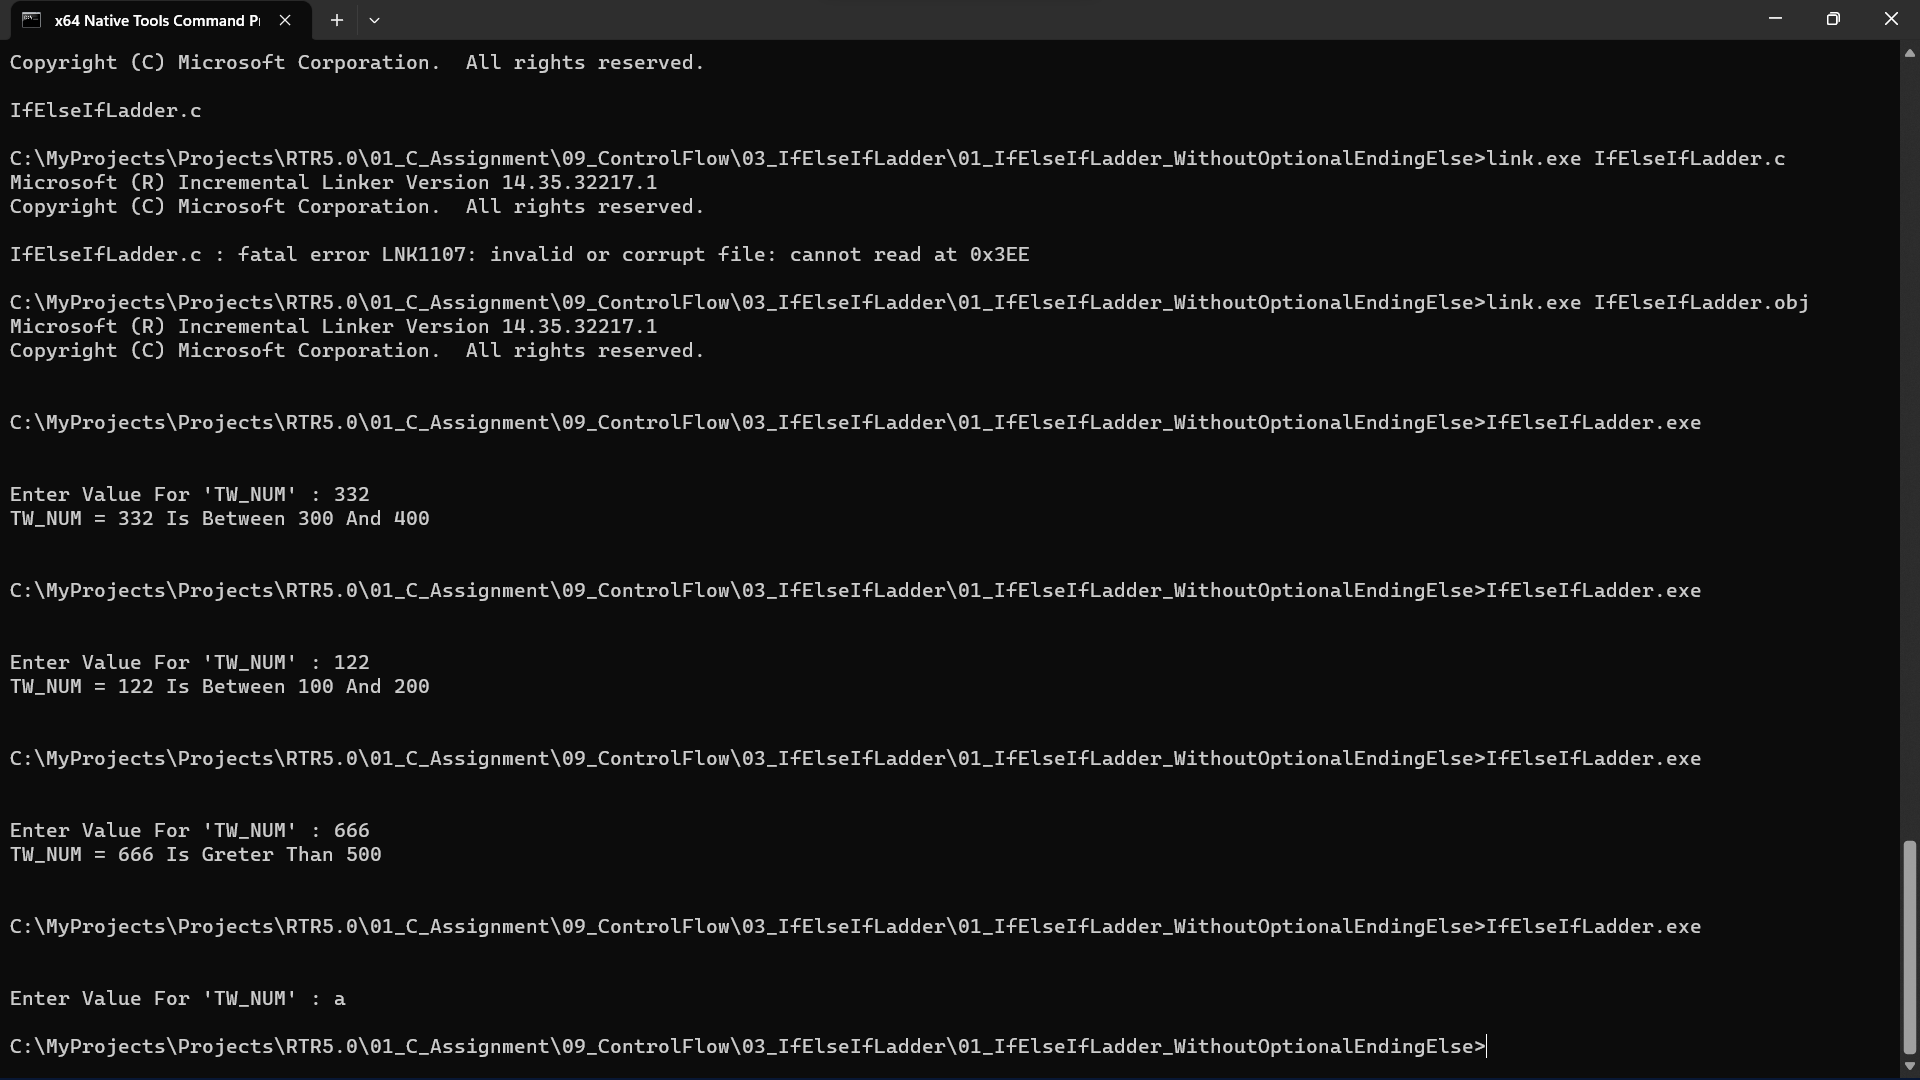 x64 Native Tools Command P
Copyright (C) Microsoft Corporation.  All rights reserved.
IfElseIfLadder.c
C:\MyProjects\Projects\RTR5.0\01_C_Assignment\09_ControlFlow\03_IfElseIfLadder\01_IfElseIfLadder_WithoutOptionalEndingElse>link.exe IfElseIfLadder.c
Microsoft (R) Incremental Linker Version 14.35.32217.1
Copyright (C) Microsoft Corporation.  All rights reserved.
IfElseIfLadder.c : fatal error LNK1107: invalid or corrupt file: cannot read at 0x3EE
C:\MyProjects\Projects\RTR5.0\01_C_Assignment\09_ControlFlow\03_IfElseIfLadder\01_IfElseIfLadder_WithoutOptionalEndingElse>link.exe IfElseIfLadder.obj
Microsoft (R) Incremental Linker Version 14.35.32217.1
Copyright (C) Microsoft Corporation.  All rights reserved.
C:\MyProjects\Projects\RTR5.0\01_C_Assignment\09_ControlFlow\03_IfElseIfLadder\01_IfElseIfLadder_WithoutOptionalEndingElse>IfElseIfLadder.exe
Enter Value For 'TW_NUM' : 332
TW_NUM = 332 Is Between 300 And 400
C:\MyProjects\Projects\RTR5.0\01_C_Assignment\09_ControlFlow\03_IfElseIfLadder\01_IfElseIfLadder_WithoutOptionalEndingElse>IfElseIfLadder.exe
Enter Value For 'TW_NUM' : 122
TW_NUM = 122 Is Between 100 And 200
C:\MyProjects\Projects\RTR5.0\01_C_Assignment\09_ControlFlow\03_IfElseIfLadder\01_IfElseIfLadder_WithoutOptionalEndingElse>IfElseIfLadder.exe
Enter Value For 'TW_NUM' : 666
TW_NUM = 666 Is Greter Than 500
C:\MyProjects\Projects\RTR5.0\01_C_Assignment\09_ControlFlow\03_IfElseIfLadder\01_IfElseIfLadder_WithoutOptionalEndingElse>IfElseIfLadder.exe
Enter Value For 'TW_NUM' : a
C:\MyProjects\Projects\RTR5.0\01_C_Assignment\09_ControlFlow\03_IfElseIfLadder\01_IfElseIfLadder_WithoutOptionalEndingElse>